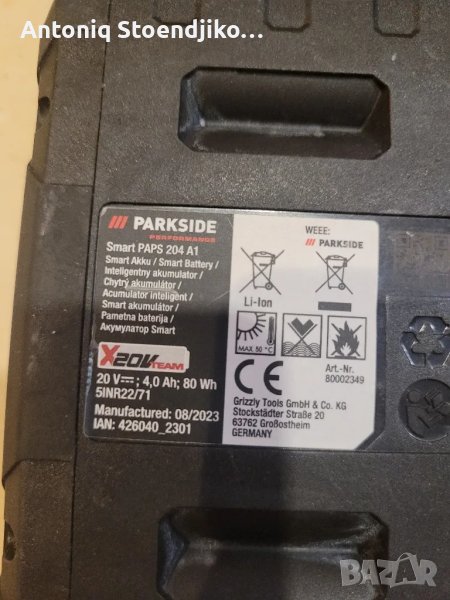 Antoniq Stoendjiko...
PARKSIDE
PERFORMANCE
Smart PAPS 204 A1
Smart Akku / Smart Battery /
Inteligentny akumulator /
Chytrý akumulátor /
Acumulator inteligent /
Smart akumulátor /
Pametna baterija /
Акумулатор Smart
X20VTEAM
20 V⎓; 4,0 Ah; 80 Wh
5INR22/71
Manufactured: 08/2023
IAN: 426040_2301
WEEE:
PARKSIDE
Li-Ion
MAX. 50 °C
Art.-Nr.
80002349
CE
Grizzly Tools GmbH & Co. KG
Stockstädter Straße 20
63762 Großostheim
GERMANY
BAZAR